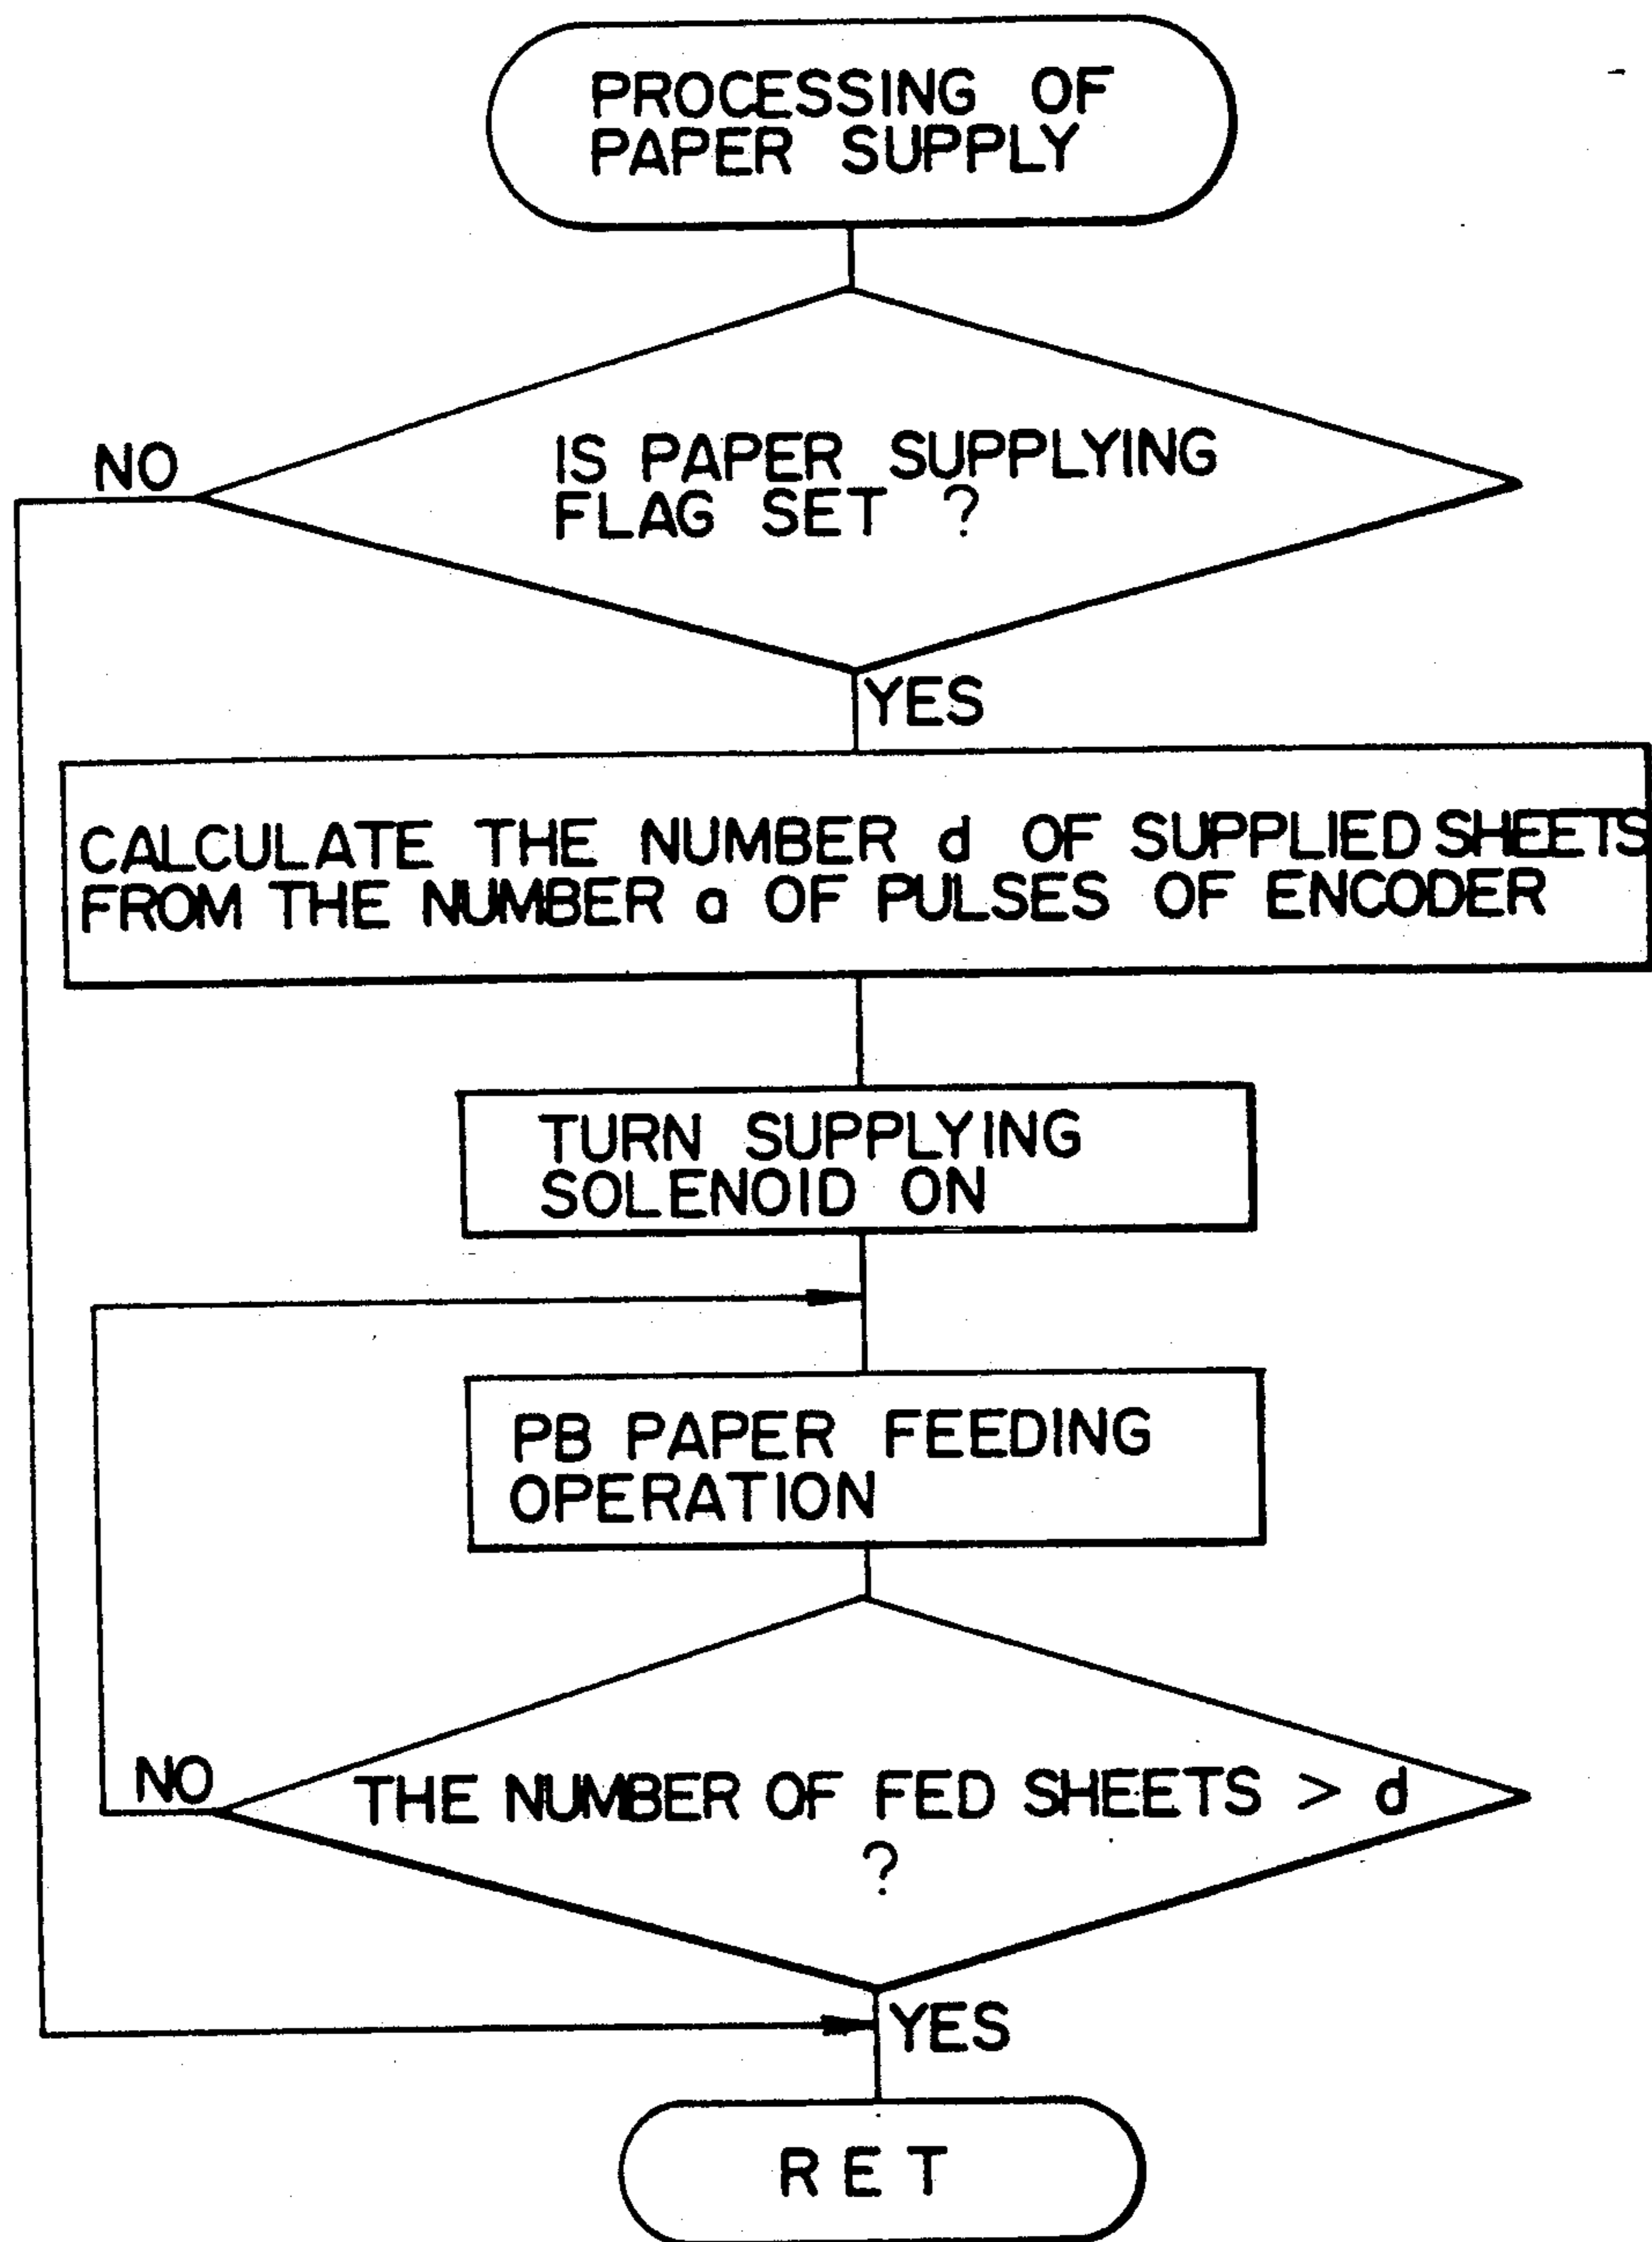 PROCESSING OF
PAPER SUPPLY
IS PAPER SUPPLYING
FLAG SET ?
NO
YES
CALCULATE THE NUMBER d OF SUPPLIED SHEETS
FROM THE NUMBER a OF PULSES OF ENCODER
TURN SUPPLYING
SOLENOID ON
PB PAPER FEEDING
OPERATION
THE NUMBER OF FED SHEETS > d
?
NO
YES
RET